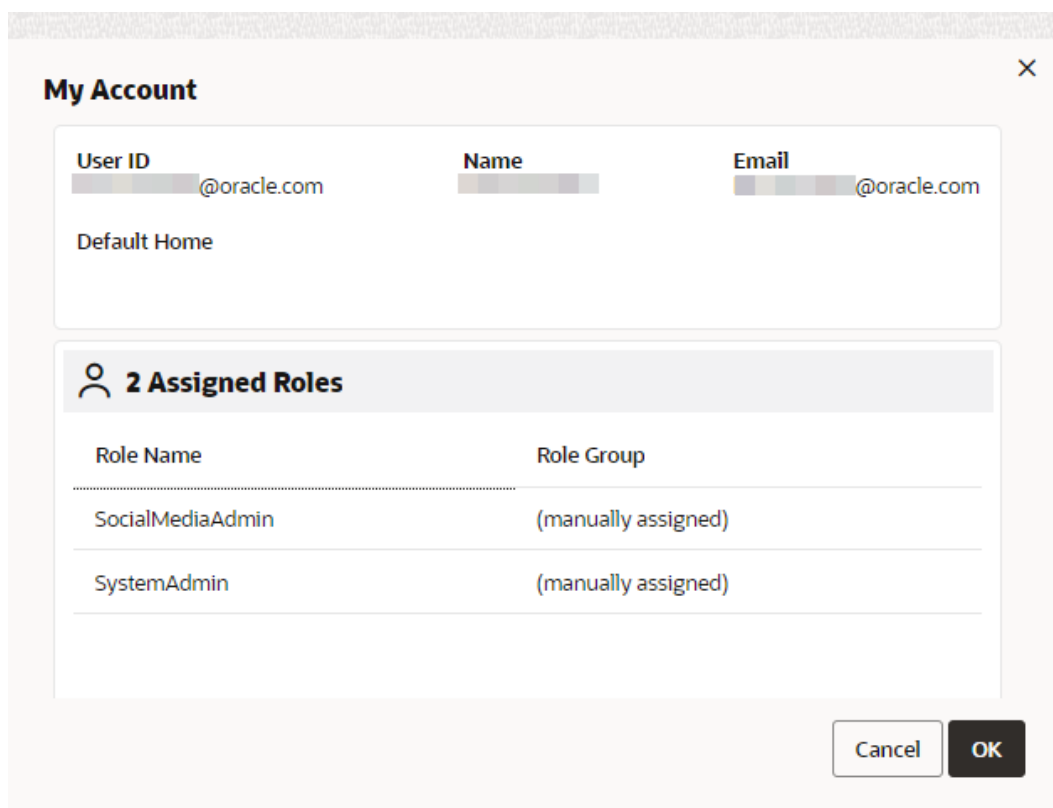 ×
My Account
User ID Name Email
@oracle.com @oracle.com
Default Home
2 Assigned Roles
Role Name Role Group
SocialMediaAdmin (manually assigned)
SystemAdmin (manually assigned)
Cancel OK